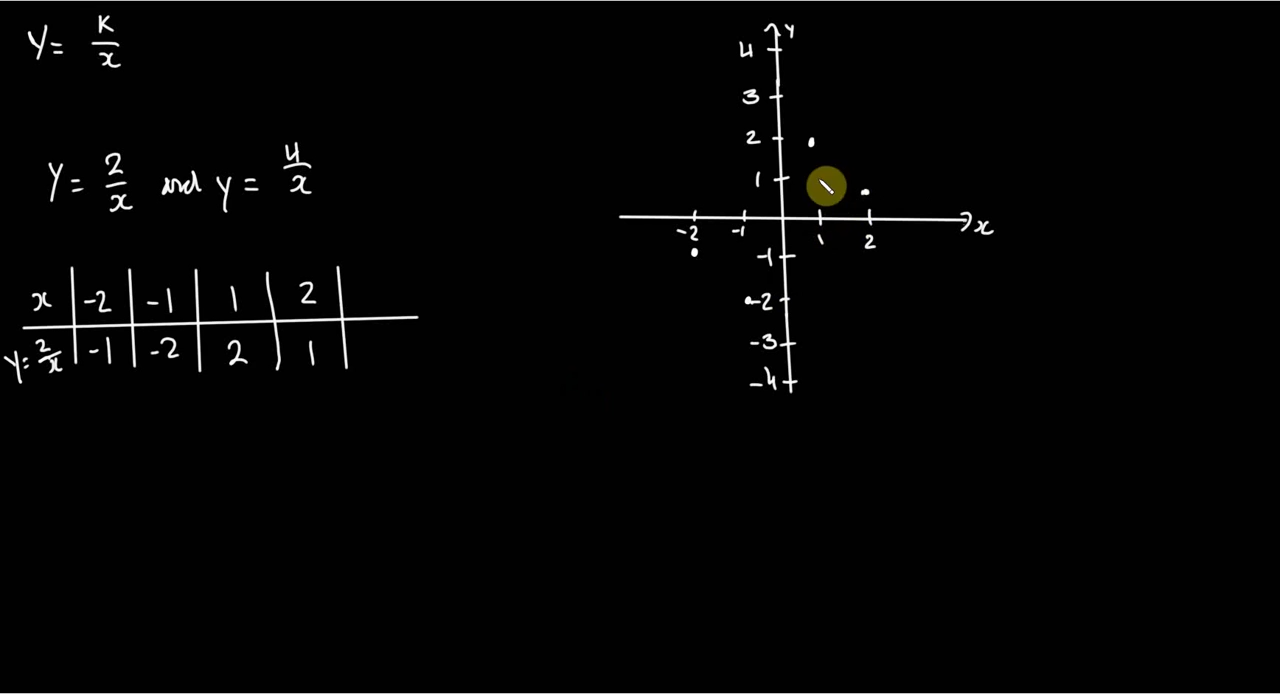 Y = K/x
Y = 2/x and y = 4/x
x -2 -1 1 2
Y = 2/x -1 -2 2 1
Y
4
3
2
1
-2 -1 1 2 x
-1
-2
-3
-4